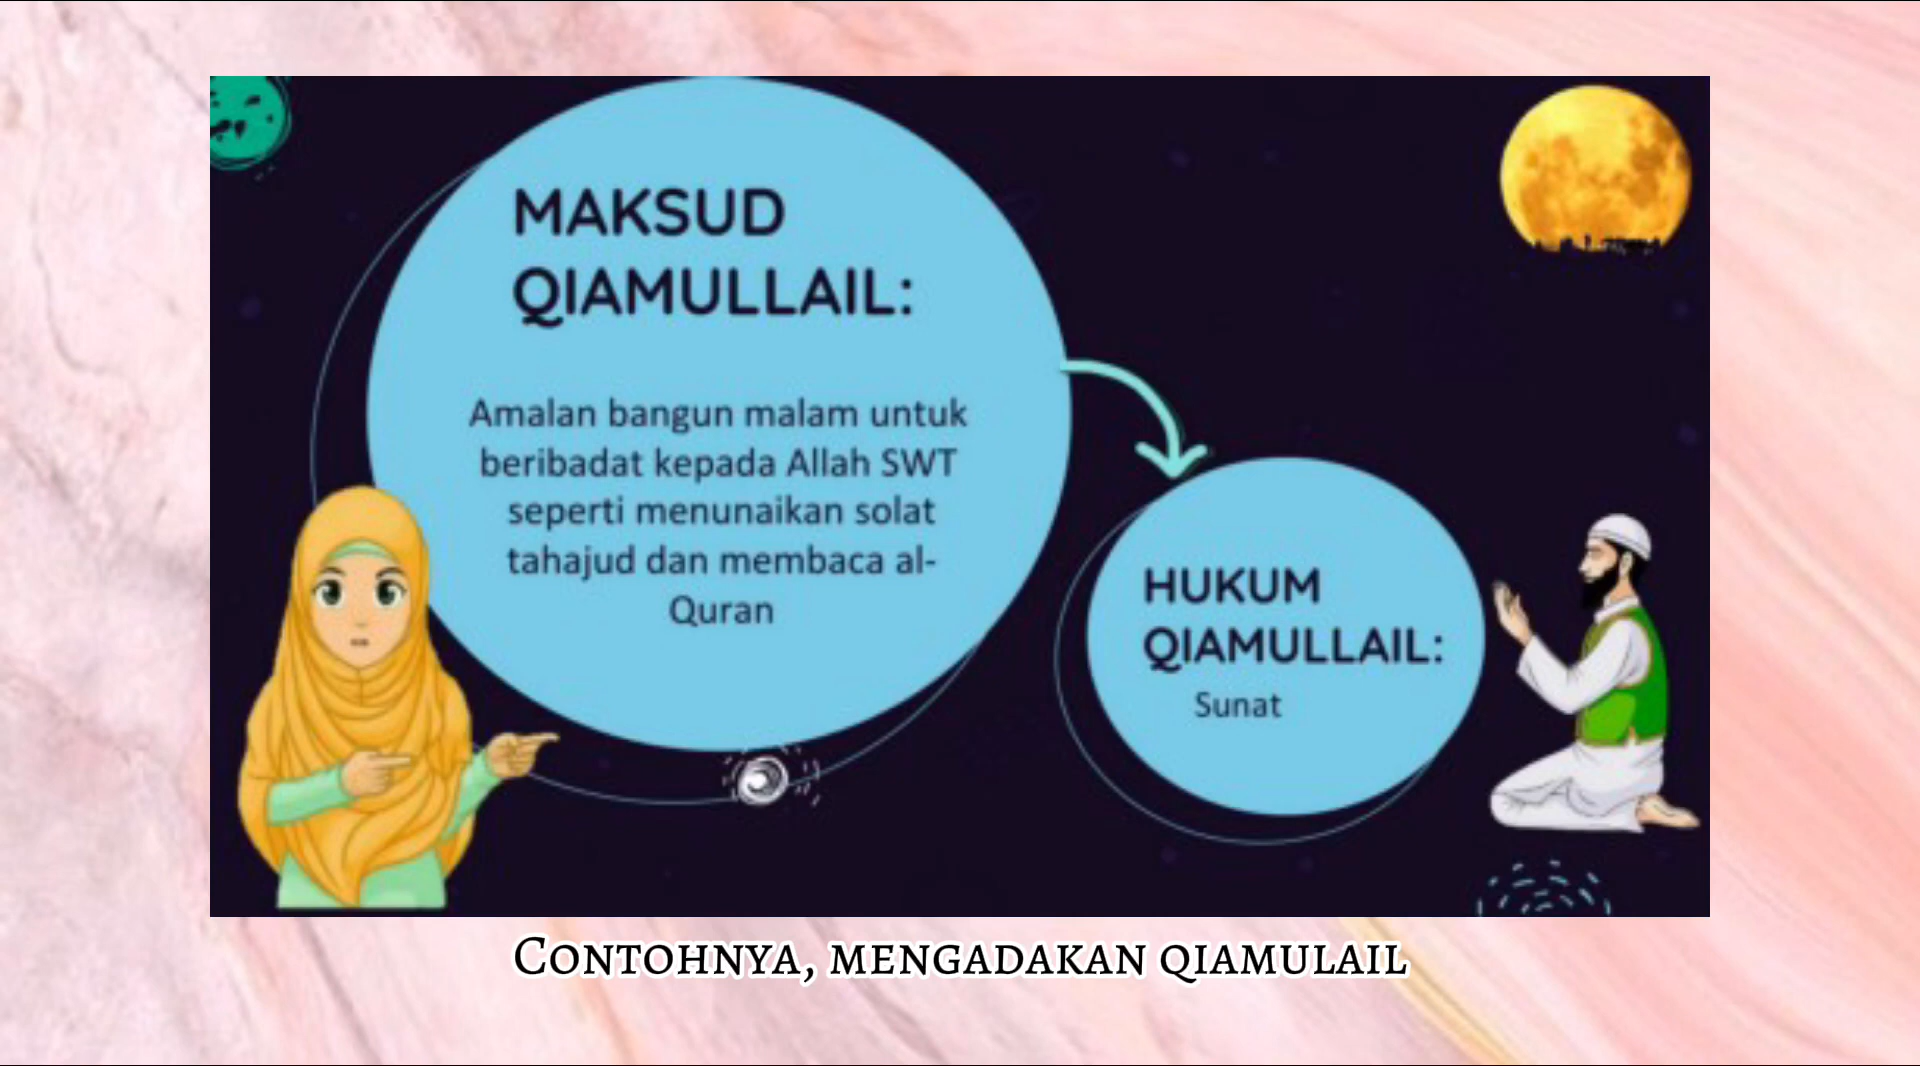 MAKSUD
QIAMULLAIL:
Amalan bangun malam untuk
beribadat kepada Allah SWT
seperti menunaikan solat
tahajud dan membaca al-
Quran
HUKUM
QIAMULLAIL:
Sunat
Contohnya, mengadakan qiamulail